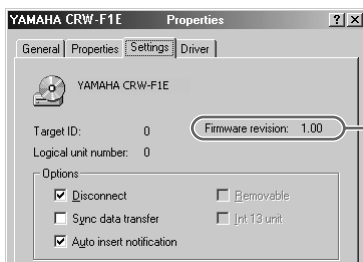 YAMAHA CRW-F1E Properties ? ×
General Properties Settings Driver
YAMAHA CRW-F1E
Target ID: 0 Firmware revision: 1.00
Logical unit number: 0
Options
Disconnect Removable
Sync data transfer Int 13 unit
Auto insert notification